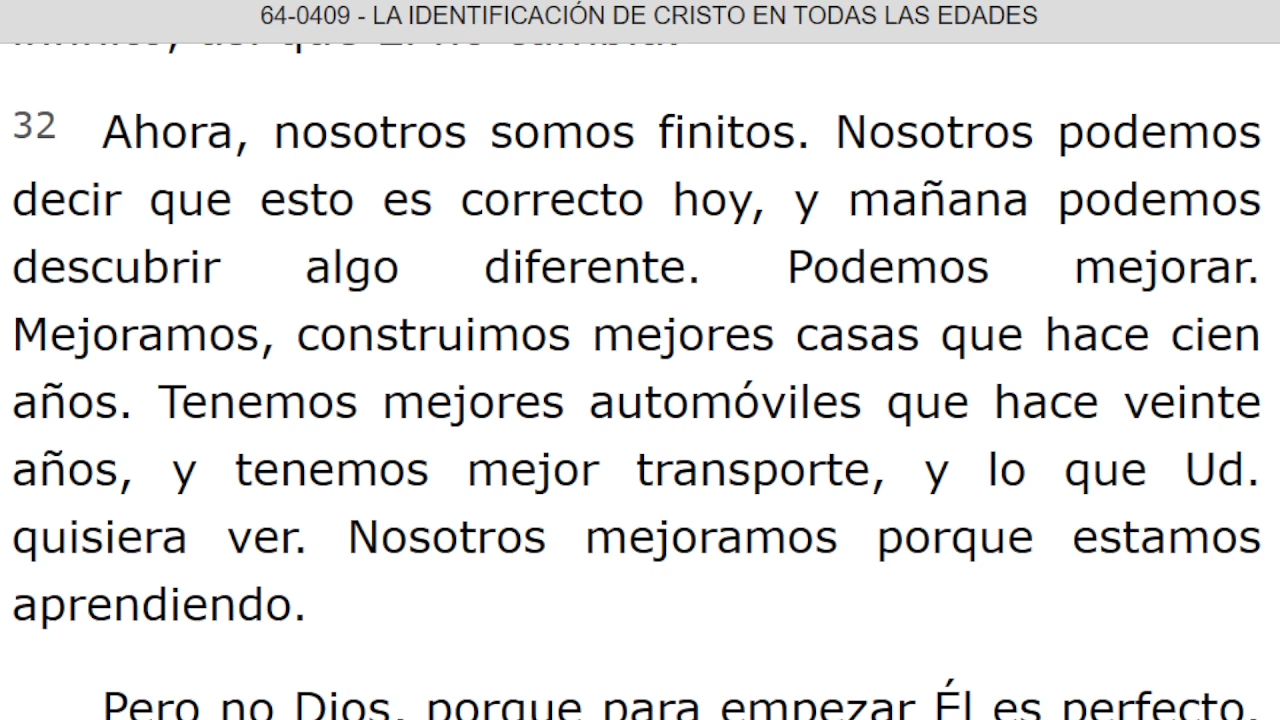 64-0409 - LA IDENTIFICACIÓN DE CRISTO EN TODAS LAS EDADES
32 Ahora, nosotros somos finitos. Nosotros podemos
decir que esto es correcto hoy, y mañana podemos
descubrir algo diferente. Podemos mejorar.
Mejoramos, construimos mejores casas que hace cien
años. Tenemos mejores automóviles que hace veinte
años, y tenemos mejor transporte, y lo que Ud.
quisiera ver. Nosotros mejoramos porque estamos
aprendiendo.
Pero no Dios, porque para empezar Él es perfecto.